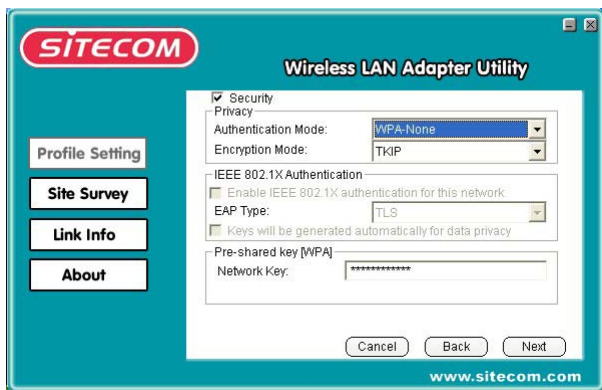 SITECOM
Wireless LAN Adapter Utility
Profile Setting
Site Survey
Link Info
About
Security
Privacy
Authentication Mode: WPA-None
Encryption Mode: TKIP
IEEE 802.1X Authentication
Enable IEEE 802.1X authentication for this network
EAP Type: TLS
Keys will be generated automatically for data privacy
Pre-shared key [WPA]
Network Key: ************
Cancel Back Next
www.sitecom.com